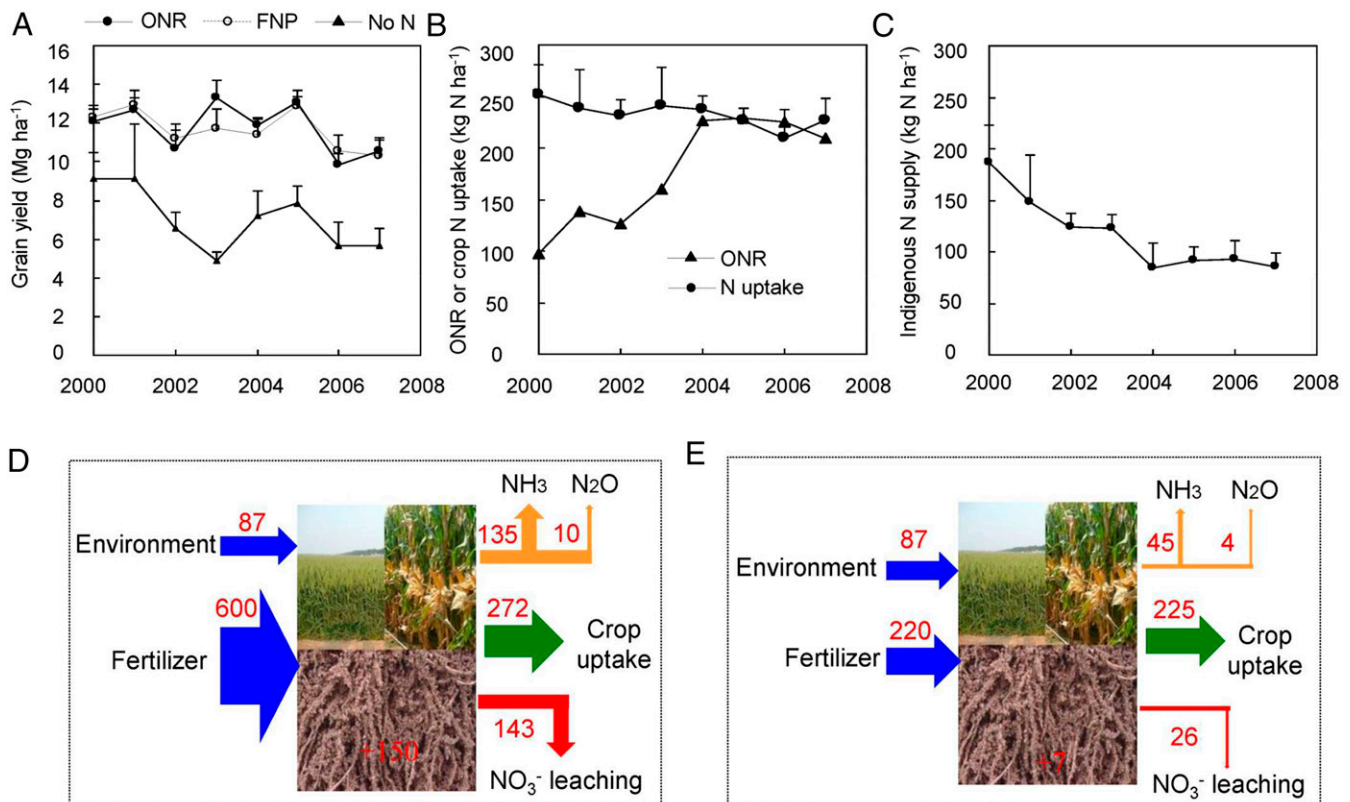 A
ONR FNP No N
Grain yield (Mg ha⁻¹)
16
14
12
10
8
6
4
2
0
2000 2002 2004 2006 2008
B
ONR or crop N uptake (kg N ha⁻¹)
300
250
200
150
100
50
0
ONR
N uptake
2000 2002 2004 2006 2008
C
Indigenous N supply (kg N ha⁻¹)
300
250
200
150
100
50
0
2000 2002 2004 2006 2008
D
NH₃ N₂O
87
135 10
Environment
600
272
Fertilizer
Crop
uptake
143
+150
NO₃⁻ leaching
E
NH₃ N₂O
87
45 4
Environment
220
225
Fertilizer
Crop
uptake
26
+7
NO₃⁻ leaching